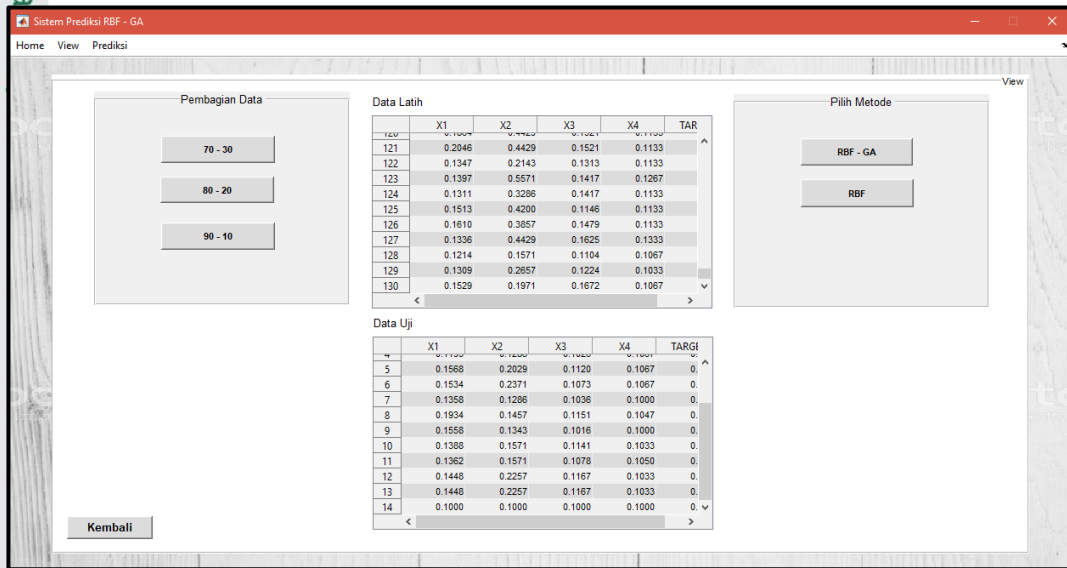 Sistem Prediksi RBF - GA
Home View Prediksi
View
Pembagian Data
70 - 30
80 - 20
90 - 10
Data Latih
X1 X2 X3 X4 TAR
121 0.2046 0.4429 0.1521 0.1133
122 0.1347 0.2143 0.1313 0.1133
123 0.1397 0.5571 0.1417 0.1267
124 0.1311 0.3286 0.1417 0.1133
125 0.1513 0.4200 0.1146 0.1133
126 0.1610 0.3857 0.1479 0.1133
127 0.1336 0.4429 0.1625 0.1333
128 0.1214 0.1571 0.1104 0.1067
129 0.1309 0.2657 0.1224 0.1033
130 0.1529 0.1971 0.1672 0.1067
Data Uji
X1 X2 X3 X4 TARGE
5 0.1568 0.2029 0.1120 0.1067 0.
6 0.1534 0.2371 0.1073 0.1067 0.
7 0.1358 0.1286 0.1036 0.1000 0.
8 0.1934 0.1457 0.1151 0.1047 0.
9 0.1558 0.1343 0.1016 0.1000 0.
10 0.1388 0.1571 0.1141 0.1033 0.
11 0.1362 0.1571 0.1078 0.1050 0.
12 0.1448 0.2257 0.1167 0.1033 0.
13 0.1448 0.2257 0.1167 0.1033 0.
14 0.1000 0.1000 0.1000 0.1000 0.
Pilih Metode
RBF - GA
RBF
Kembali